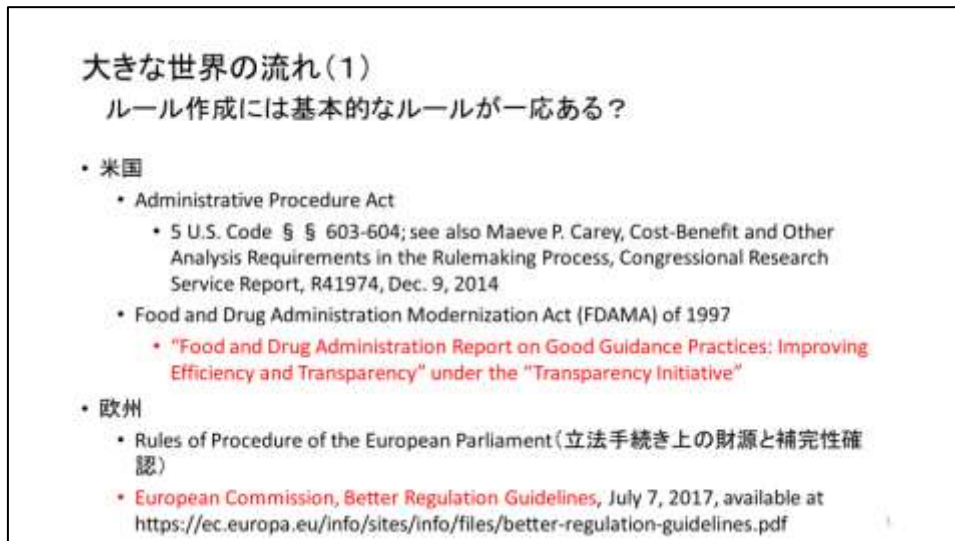 大きな世界の流れ(1)
ルール作成には基本的なルールが一応ある?
• 米国
• Administrative Procedure Act
• 5 U.S. Code § § 603-604; see also Maeve P. Carey, Cost-Benefit and Other
Analysis Requirements in the Rulemaking Process, Congressional Research
Service Report, R41974, Dec. 9, 2014
• Food and Drug Administration Modernization Act (FDAMA) of 1997
• “Food and Drug Administration Report on Good Guidance Practices: Improving
Efficiency and Transparency” under the “Transparency Initiative”
• 欧州
• Rules of Procedure of the European Parliament(立法手続き上の財源と補完性確
認)
• European Commission, Better Regulation Guidelines, July 7, 2017, available at
https://ec.europa.eu/info/sites/info/files/better-regulation-guidelines.pdf